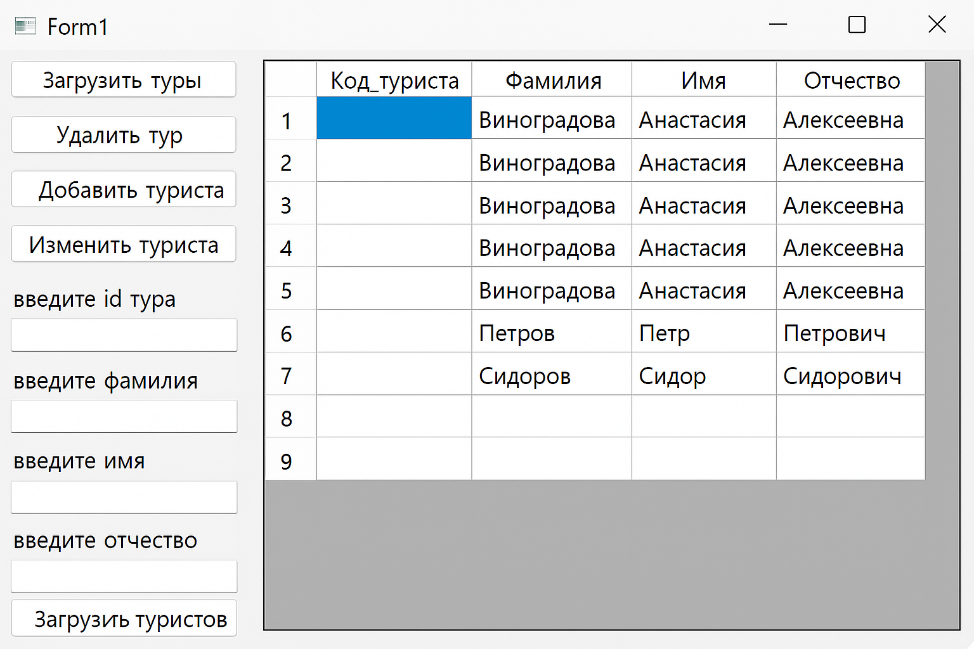 Form1
Загрузить туры
Удалить тур
Добавить туриста
Изменить туриста
введите id тура
введите фамилия
введите имя
введите отчество
Загрузить туристов
Код_туриста Фамилия Имя Отчество
1 Виноградова Анастасия Алексеевна
2 Виноградова Анастасия Алексеевна
3 Виноградова Анастасия Алексеевна
4 Виноградова Анастасия Алексеевна
5 Виноградова Анастасия Алексеевна
6 Петров Петр Петрович
7 Сидоров Сидор Сидорович
8
9